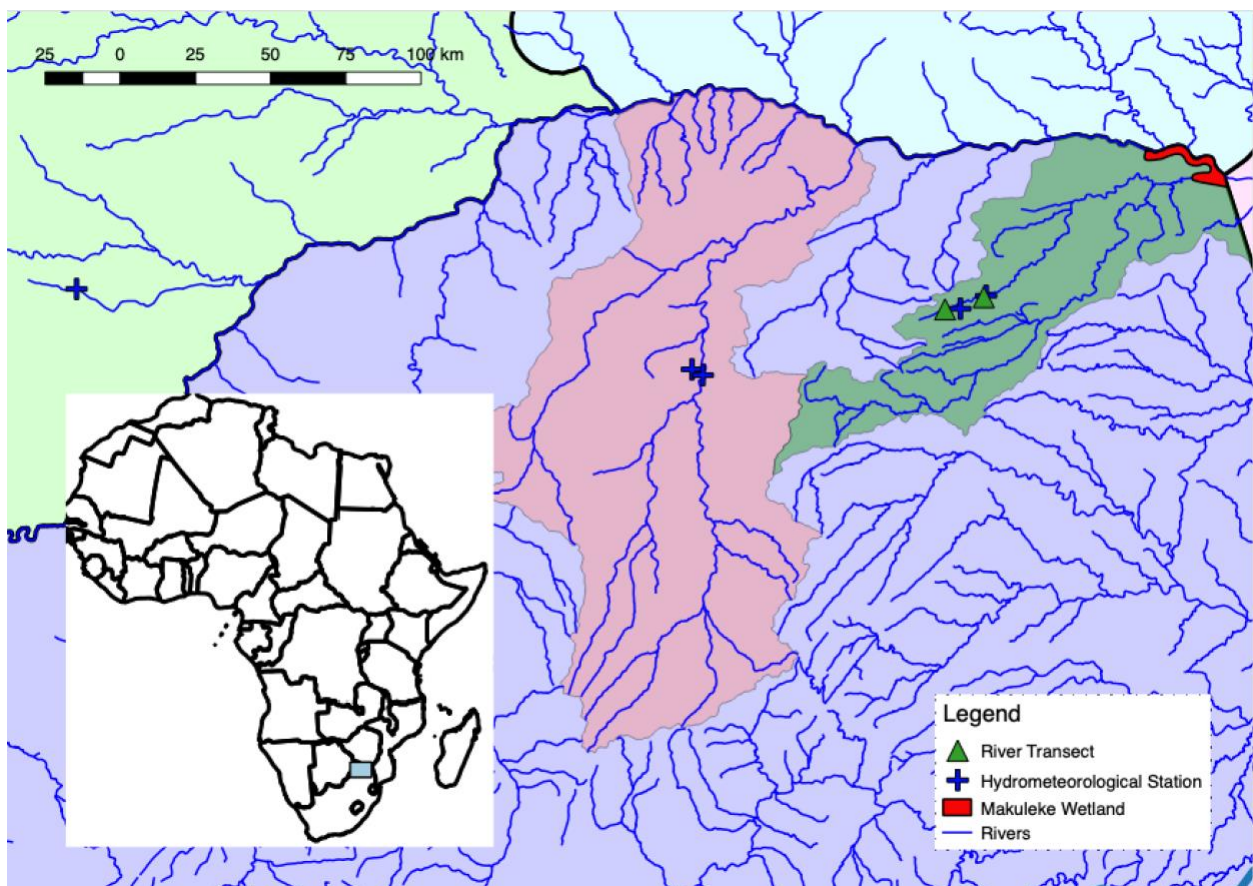 25 0 25 50 75 100 km
Legend
River Transect
Hydrometeorological Station
Makuleke Wetland
Rivers